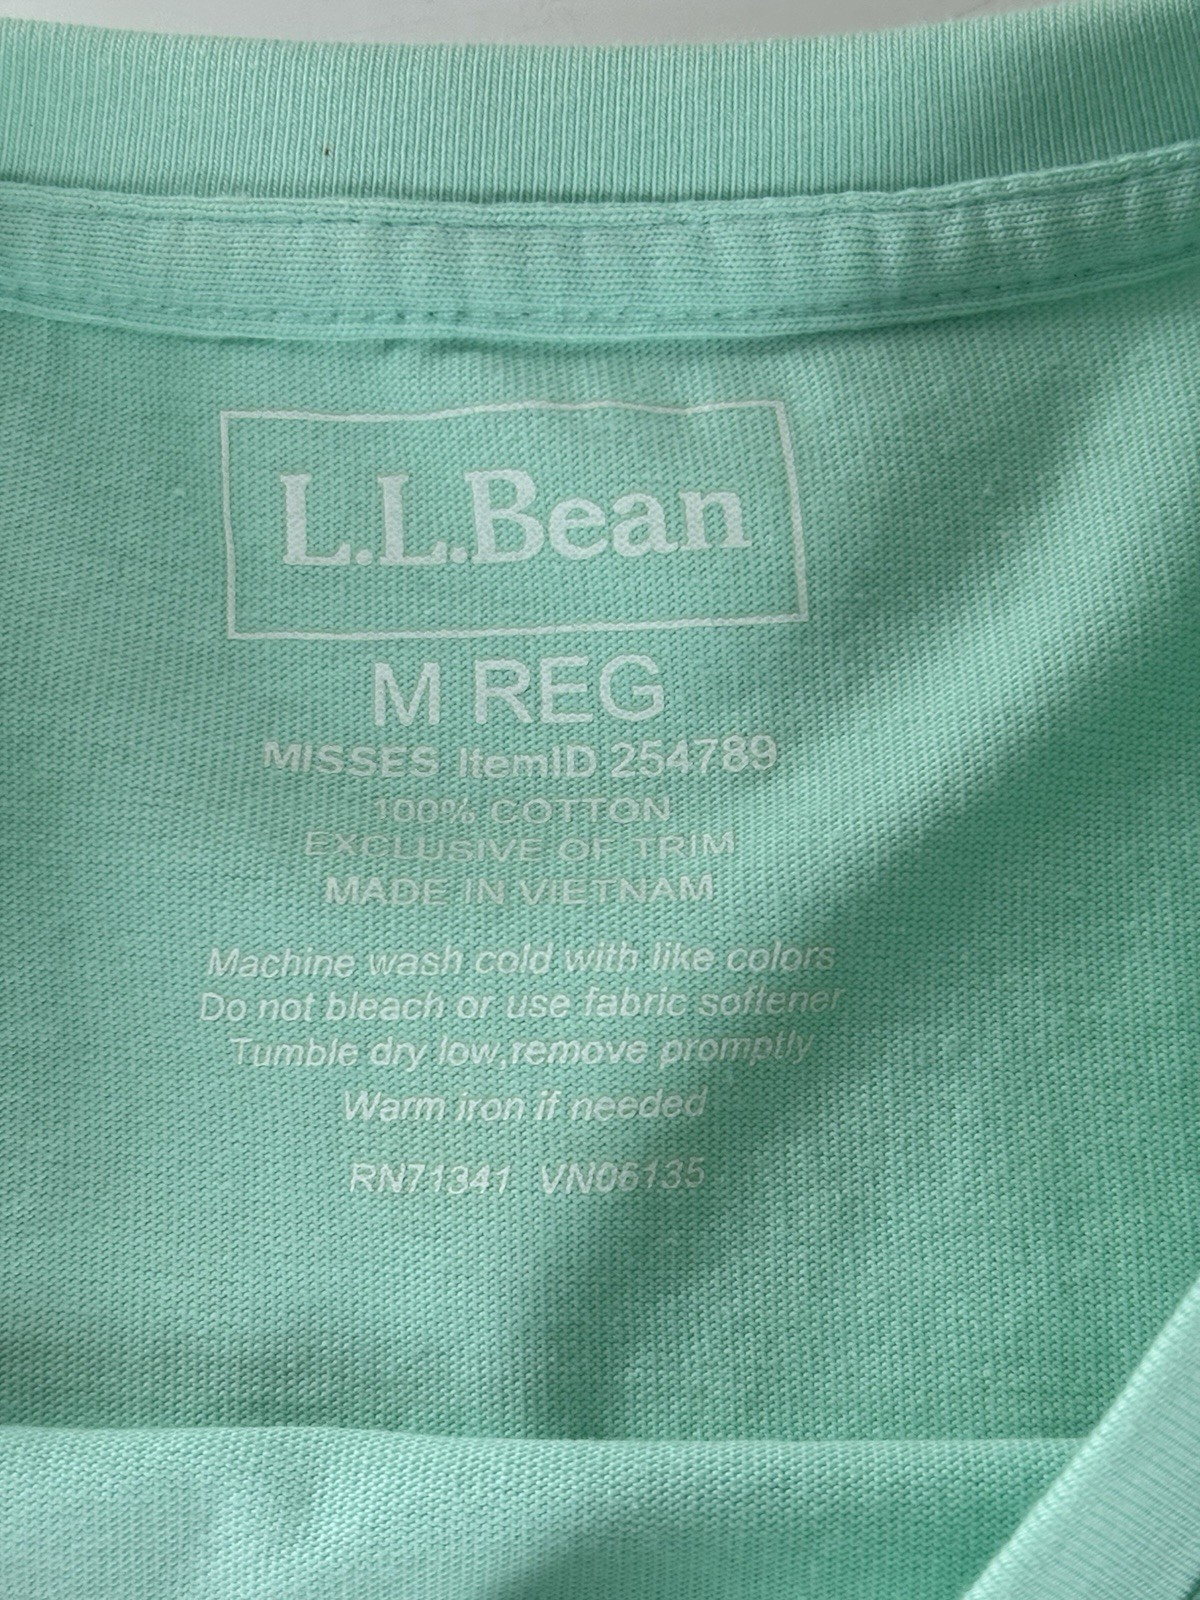 L.L.Bean
M REG
MISSES ItemID 254789
100% COTTON
EXCLUSIVE OF TRIM
MADE IN VIETNAM
Machine wash cold with like colors
Do not bleach or use fabric softener
Tumble dry low,remove promptly
Warm iron if needed
RN71341 VN06135